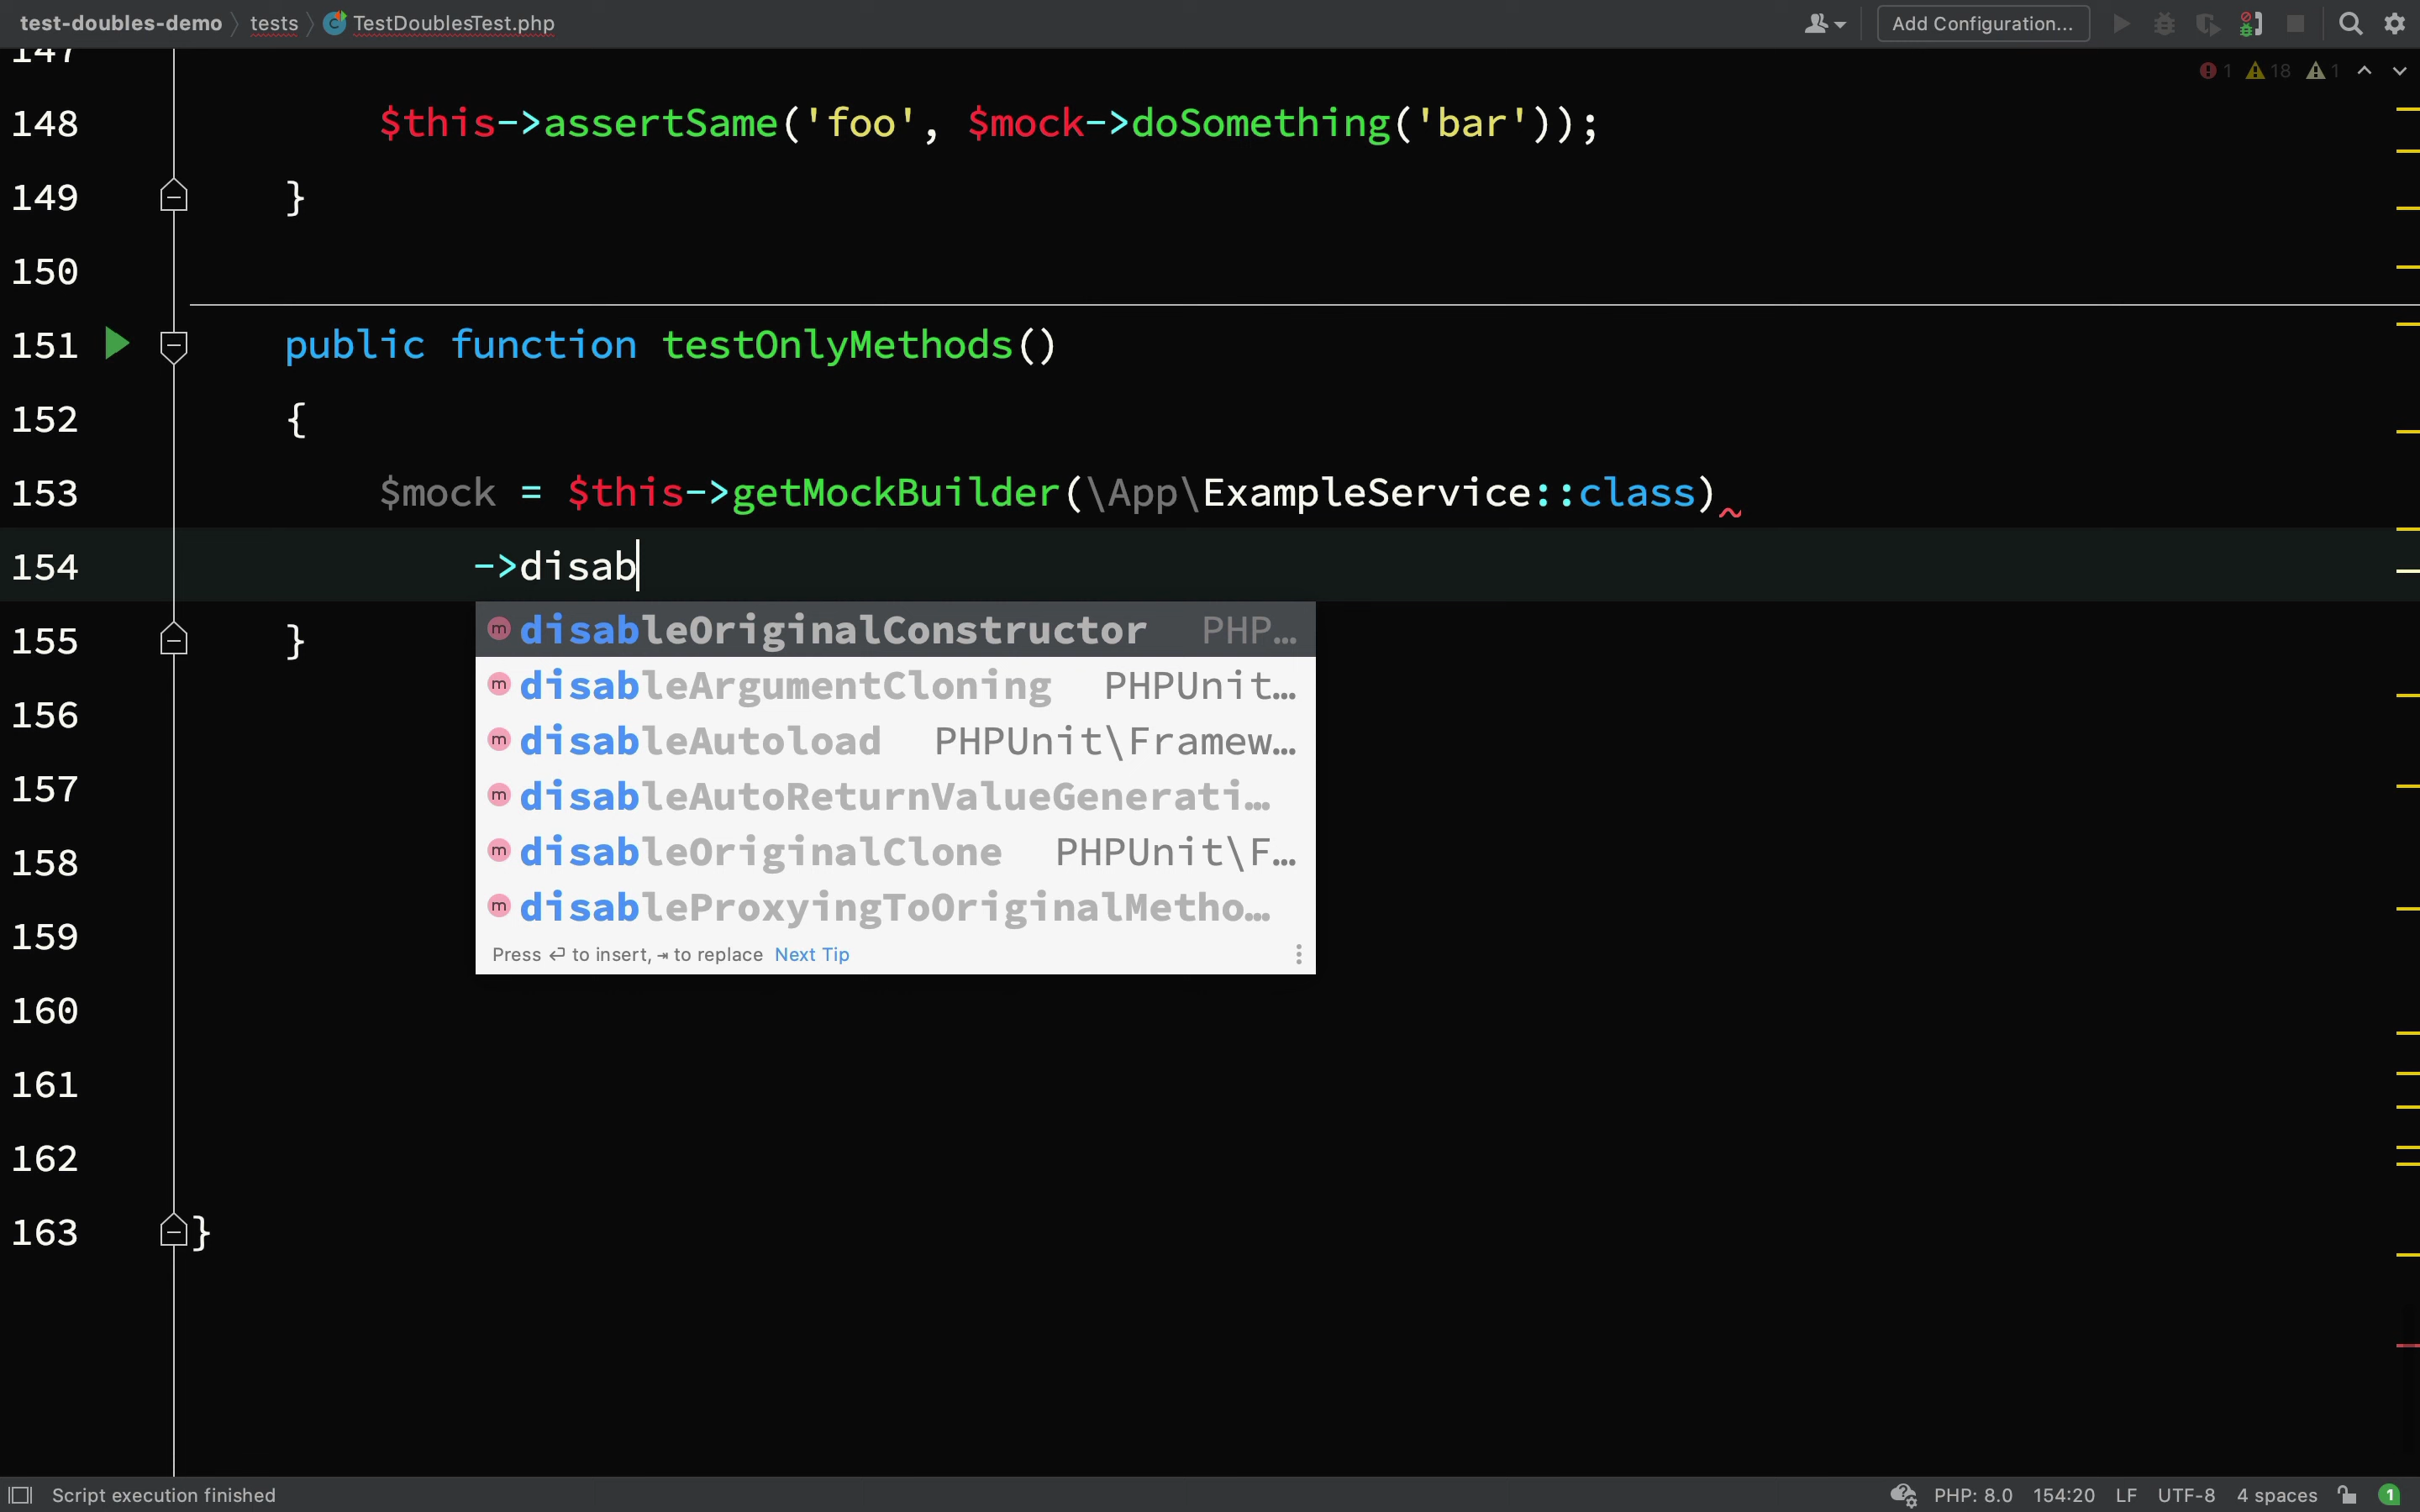 test-doubles-demo tests TestDoublesTest.php Add Configuration...
1 18 1
147
148 $this->assertSame('foo', $mock->doSomething('bar'));
149 }
150
151 public function testOnlyMethods()
152 {
153 $mock = $this->getMockBuilder(\App\ExampleService::class)
154 ->disab
disableOriginalConstructor PHP…
disableArgumentCloning PHPUnit…
disableAutoload PHPUnit\Framew…
disableAutoReturnValueGenerati…
disableOriginalClone PHPUnit\F…
disableProxyingToOriginalMetho…
Press ↵ to insert, ⇥ to replace Next Tip
155 }
156
157
158
159
160
161
162
163 }
Script execution finished PHP: 8.0 154:20 LF UTF-8 4 spaces 1